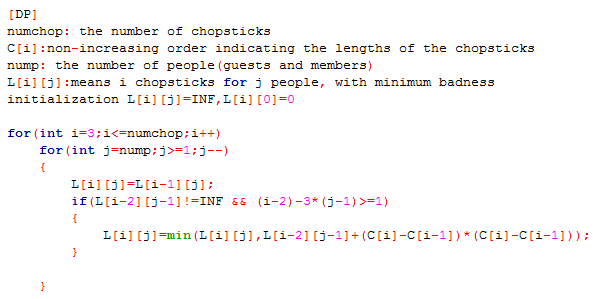 [DP]
numchop: the number of chopsticks
C[i]:non-increasing order indicating the lengths of the chopsticks
nump: the number of people(guests and members)
L[i][j]:means i chopsticks for j people, with minimum badness
initialization L[i][j]=INF,L[i][0]=0

for(int i=3;i<=numchop;i++)
    for(int j=nump;j>=1;j--)
    {
        L[i][j]=L[i-1][j];
        if(L[i-2][j-1]!=INF && (i-2)-3*(j-1)>=1)
        {
            L[i][j]=min(L[i][j],L[i-2][j-1]+(C[i]-C[i-1])*(C[i]-C[i-1]));
        }

    }